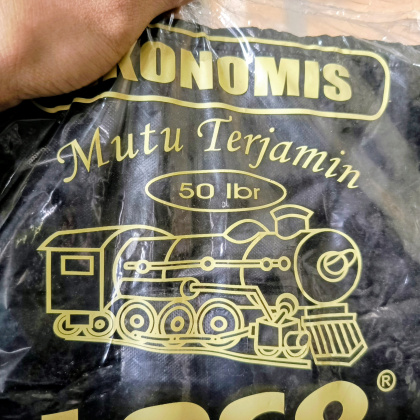 KONOMIS
Mutu Terjamin
50 lbr
®